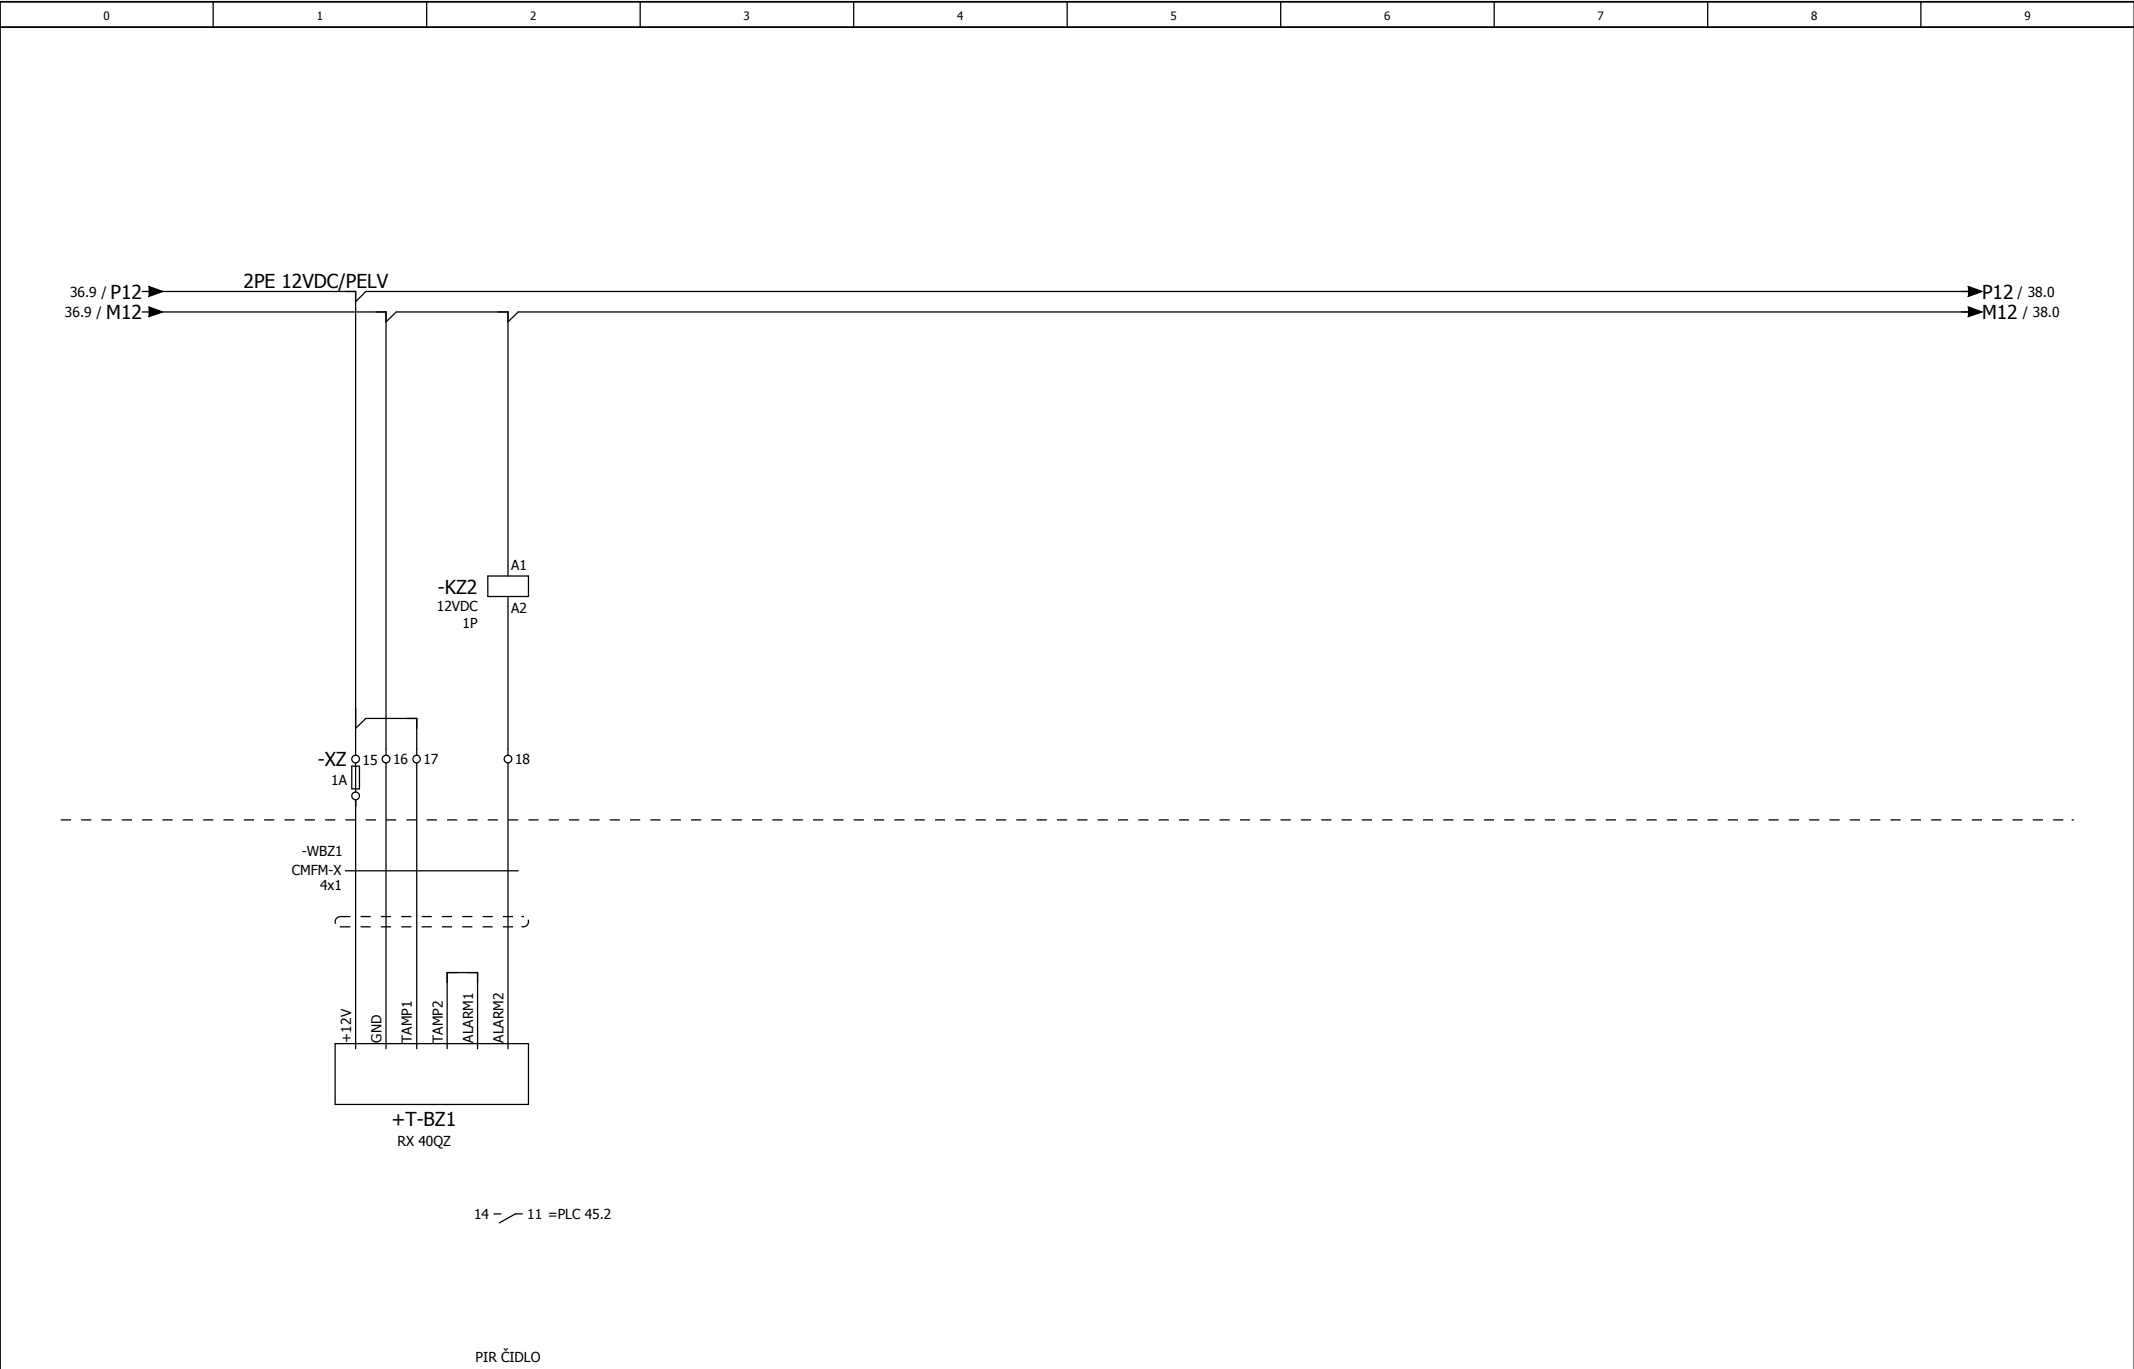 0 1 2 3 4 5 6 7 8 9
2PE 12VDC/PELV
36.9 / P12
P12 / 38.0
36.9 / M12
M12 / 38.0
A1
-KZ2
12VDC
A2
1P
-XZ 15 16 17 18
1A
-WBZ1
CMFM-X
4x1
+12V
GND
TAMP1
TAMP2
ALARM1
ALARM2
+T-BZ1
RX 40QZ
14 11 =PLC 45.2
PIR ČIDLO